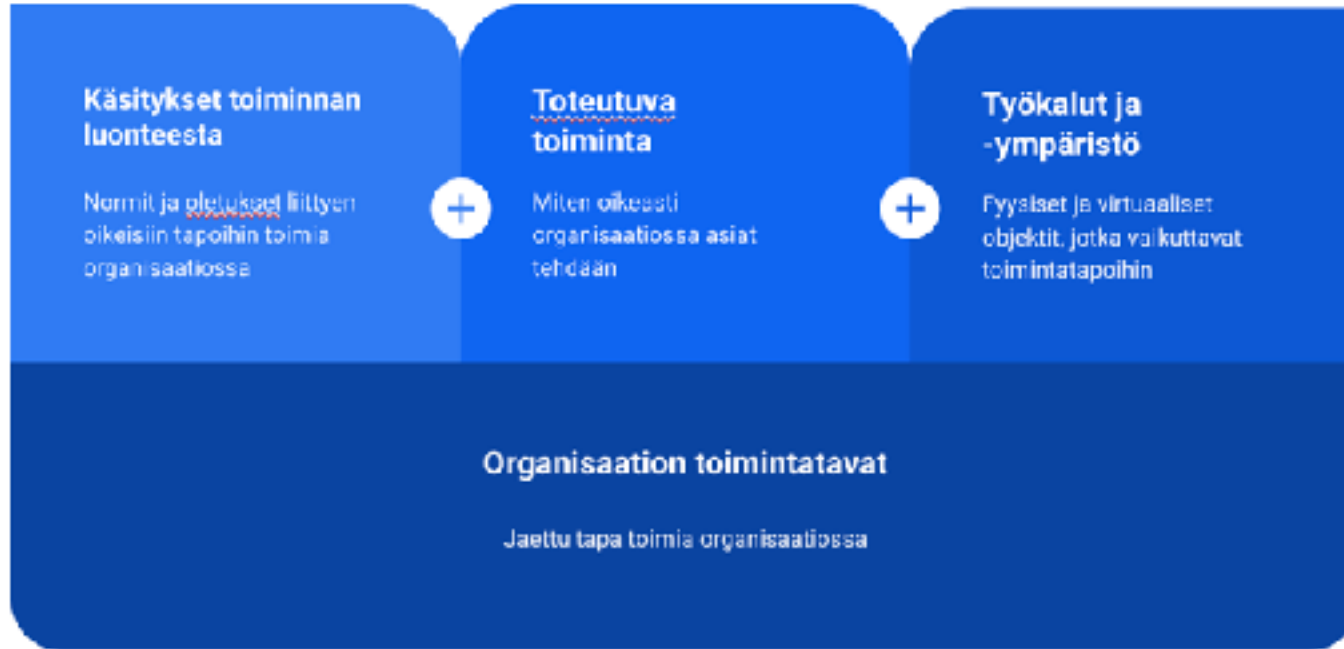 Käsitykset toiminnan
luonteesta
Normit ja oletukset liittyen
oikeisiin tapoihin toimia
organisaatiossa
+
Toteutuva
toiminta
Miten oikeasti
organisaatiossa asiat
tehdään
+
Työkalut ja
-ympäristö
Fyysiset ja virtuaaliset
objektit, jotka vaikuttavat
toimintatapoihin
Organisaation toimintatavat
Jaettu tapa toimia organisaatiossa